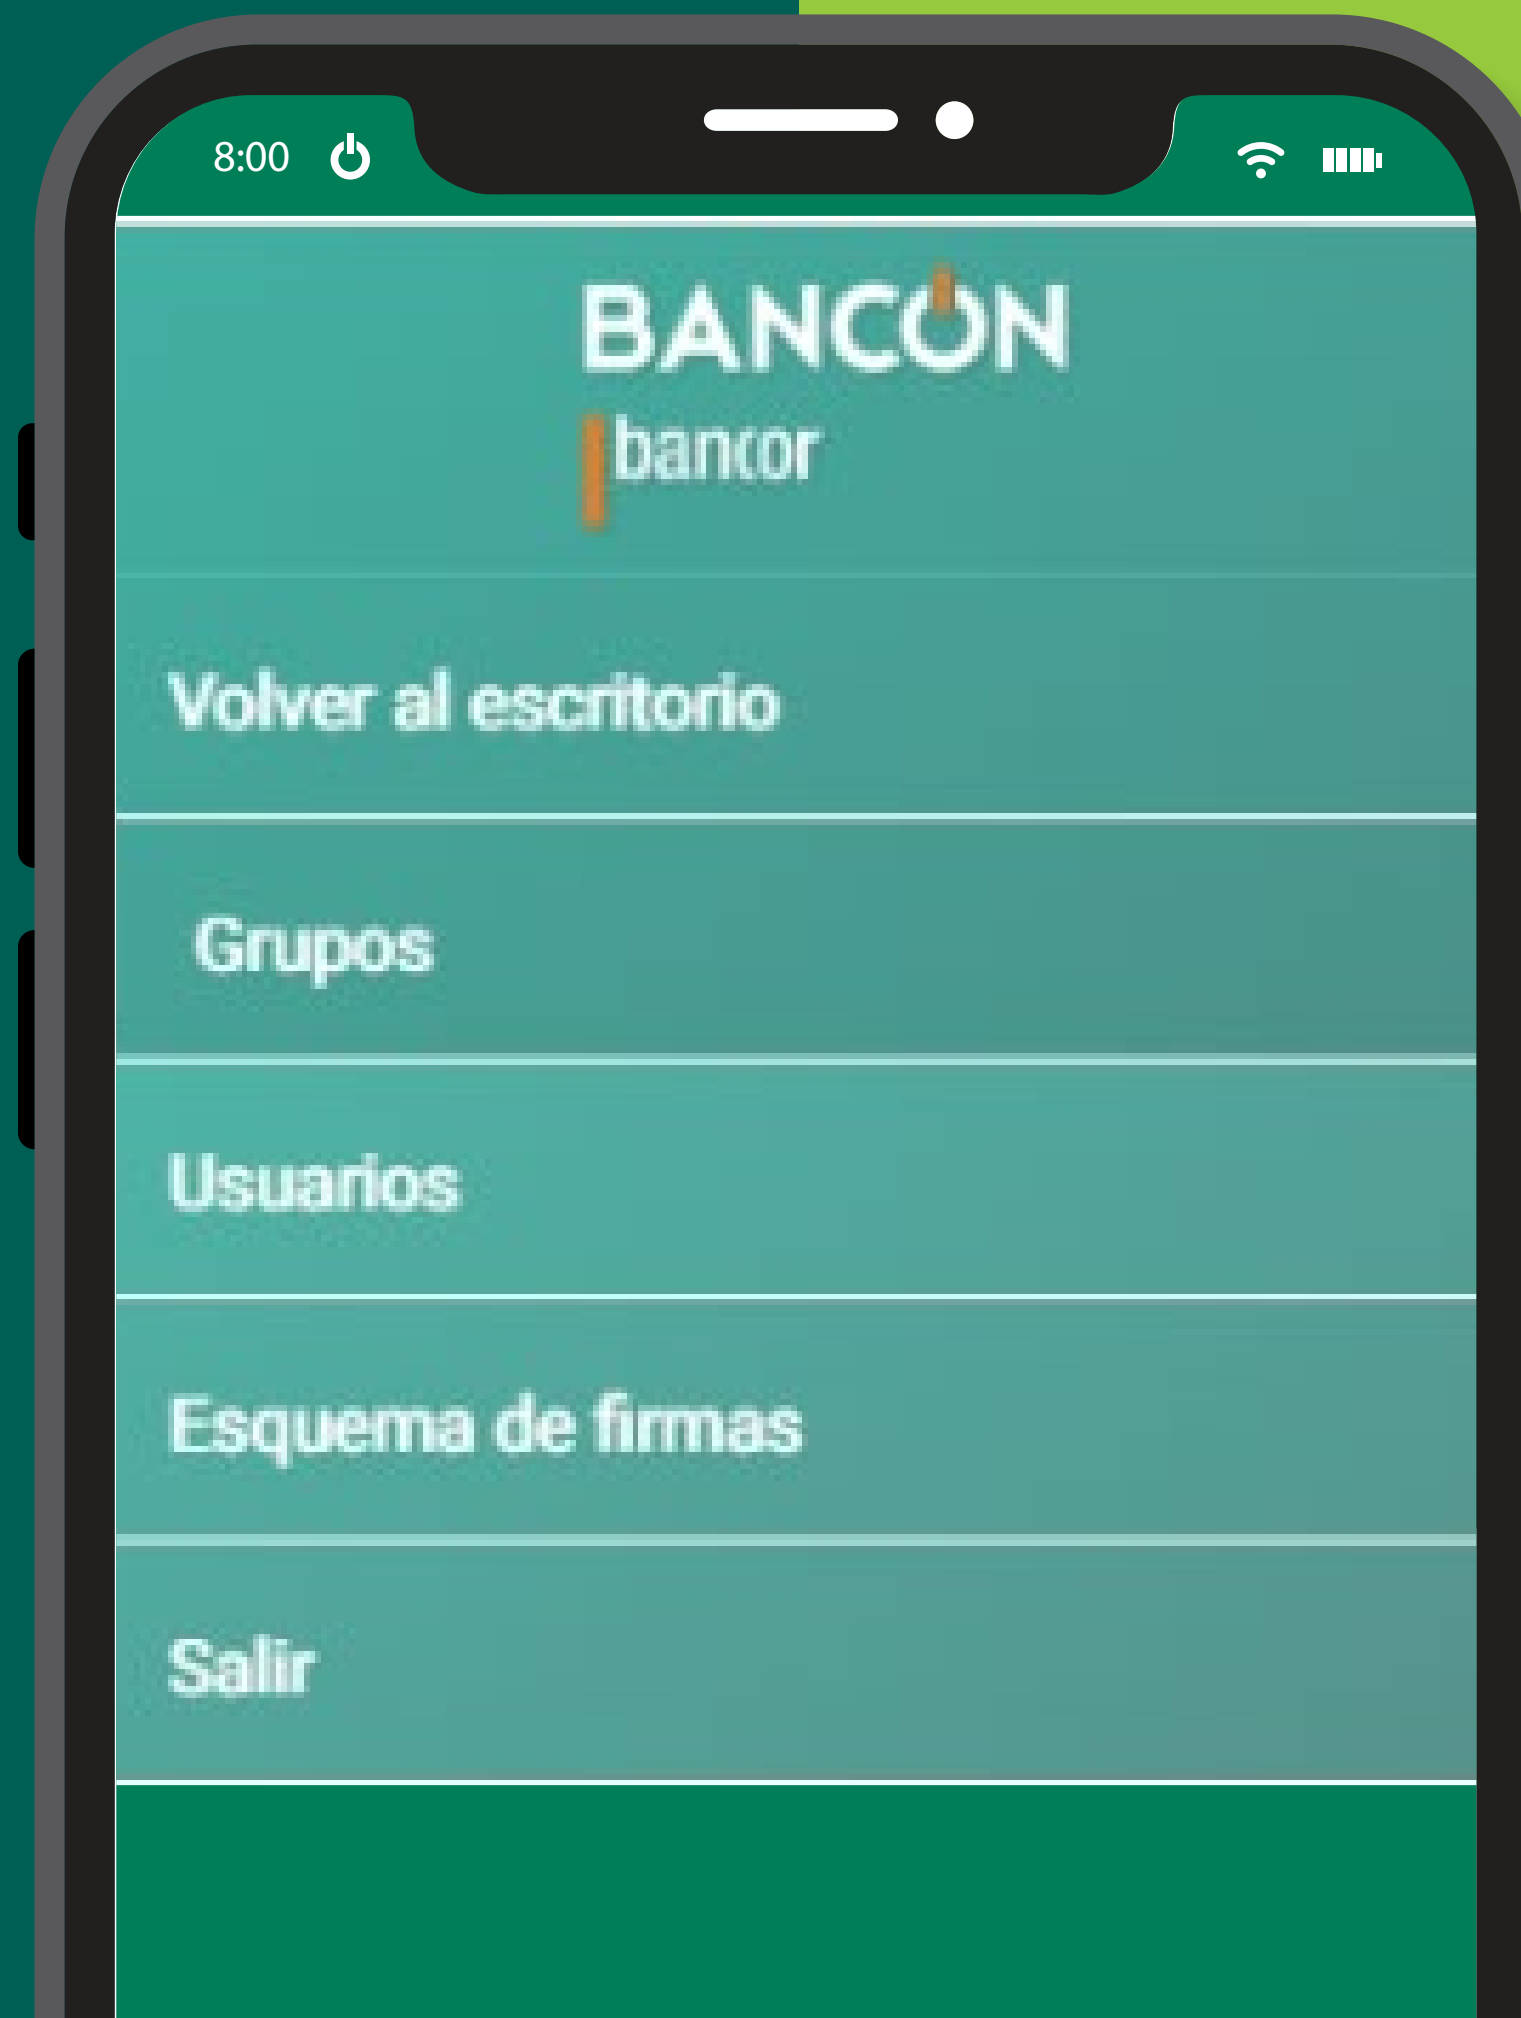 8:00
BANCON
bancor
Volver al escritorio
Grupos
Usuarios
Esquema de firmas
Salir